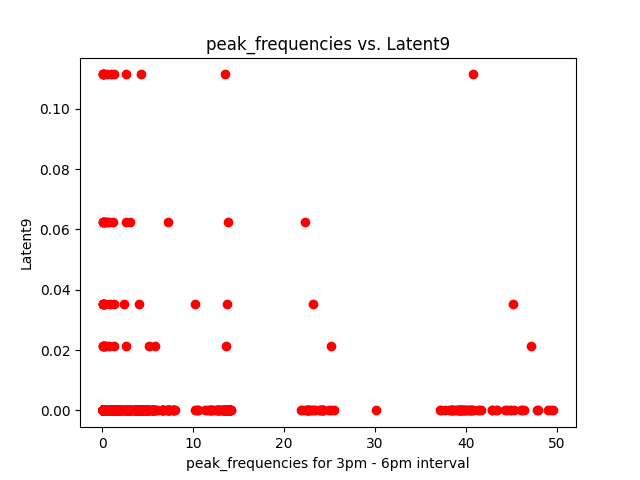 peak_frequencies vs. Latent9
0.10
0.08
0.06
0.04
0.02
0.00
Latent9
0 10 20 30 40 50
peak_frequencies for 3pm - 6pm interval